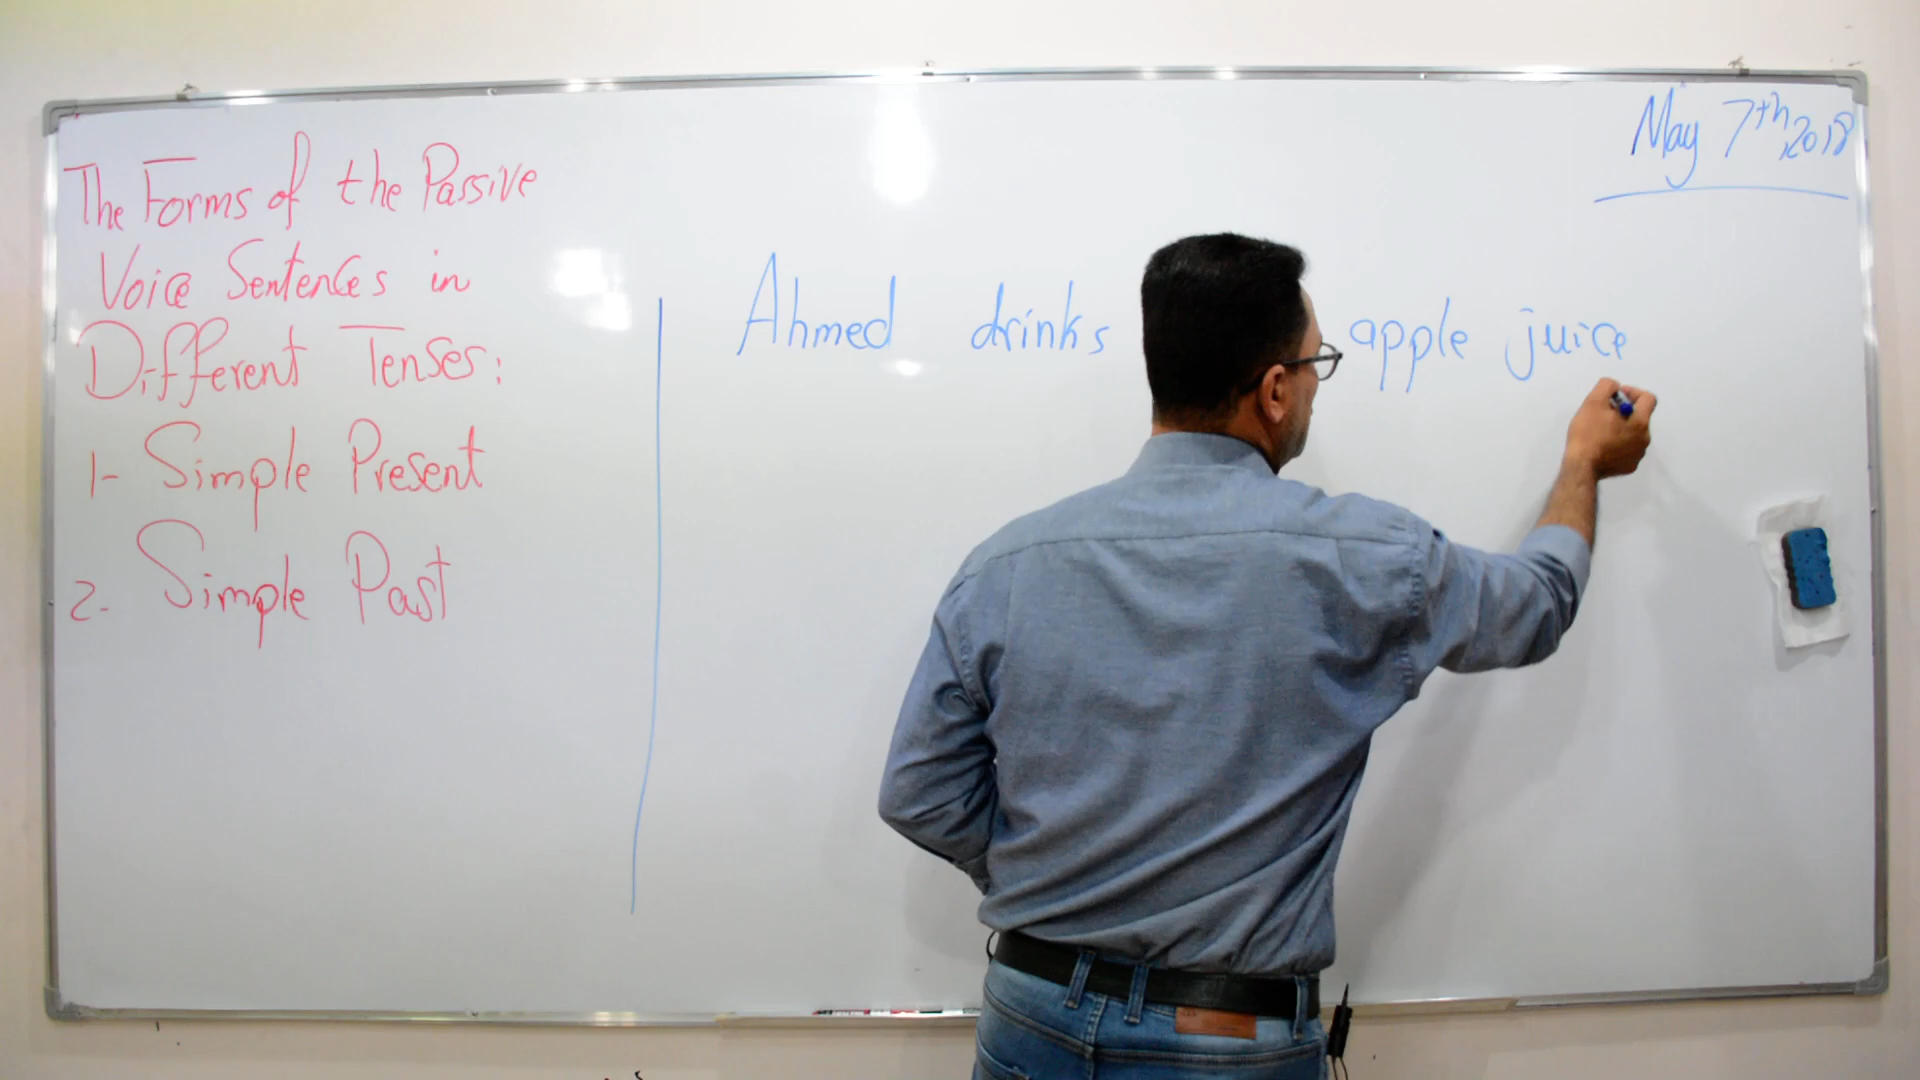 The Forms of the Passive
Voice Sentences in
Different Tenses:
1- Simple Present
2- Simple Past
May 7th, 2018
Ahmed drinks apple juice